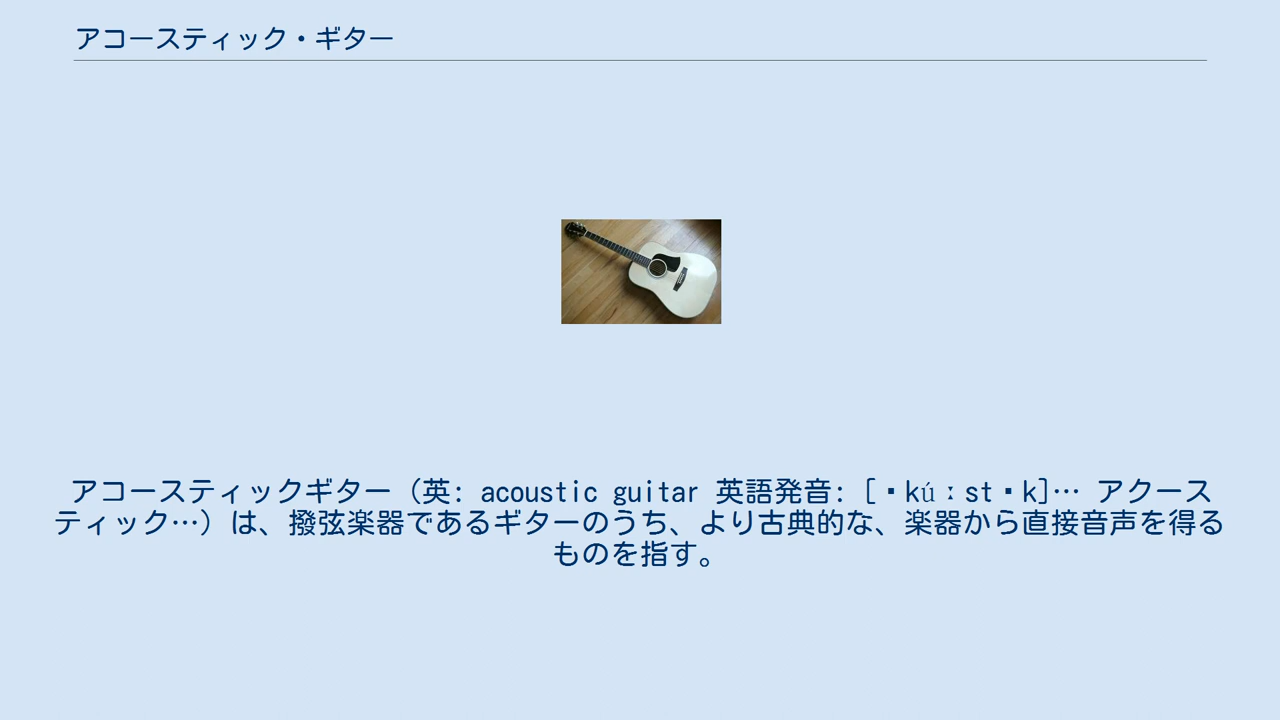 アコースティック・ギター
アコースティックギター（英: acoustic guitar 英語発音: [・kúːst・k]… アクース
ティック…）は、撥弦楽器であるギターのうち、より古典的な、楽器から直接音声を得る
ものを指す。